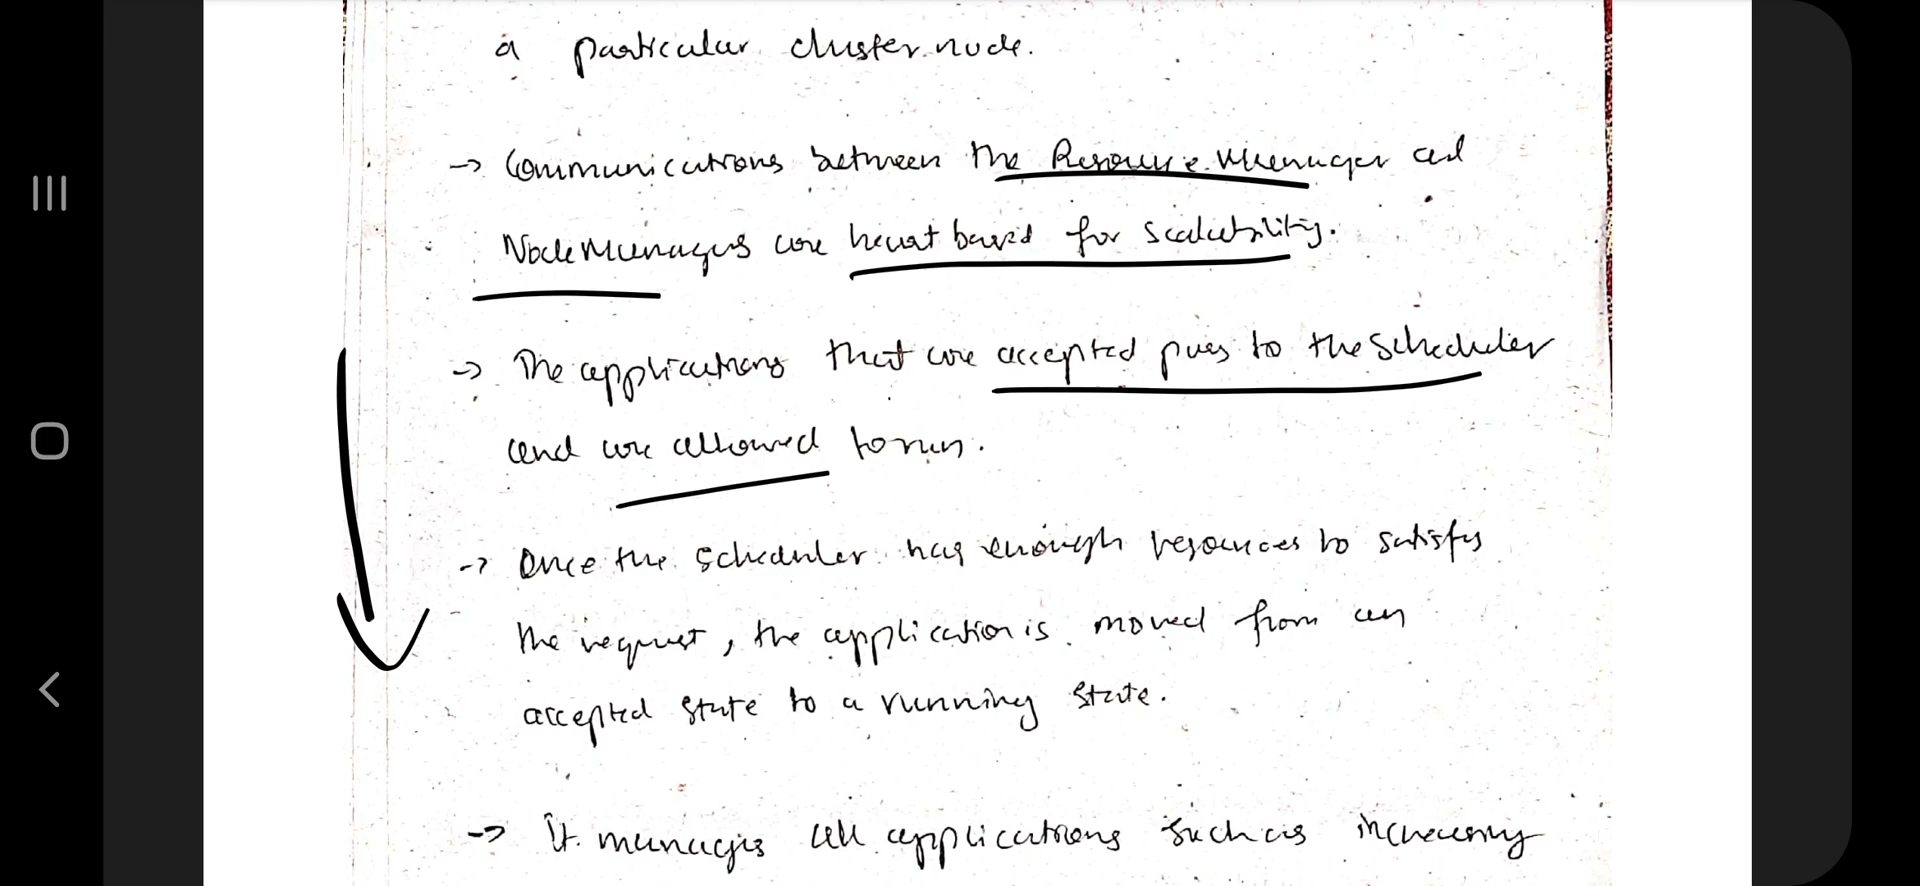 a particular cluster node.
→ Communications between the Resource Manager and
NodeManagers are heart based for scalability.
→ The applications that are accepted pass to the scheduler
and are allowed to run.
→ Once the scheduler has enough resources to satisfy
the request, the application is moved from an
accepted state to a running state.
→ It manages all applications such as increasing